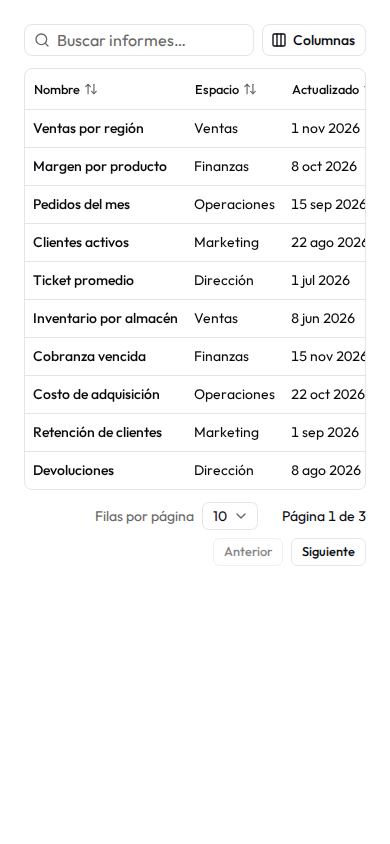 Buscar informes...
Columnas
Nombre Espacio Actualizado
Ventas por región Ventas 1 nov 2026
Margen por producto Finanzas 8 oct 2026
Pedidos del mes Operaciones 15 sep 2026
Clientes activos Marketing 22 ago 2026
Ticket promedio Dirección 1 jul 2026
Inventario por almacén Ventas 8 jun 2026
Cobranza vencida Finanzas 15 nov 2026
Costo de adquisición Operaciones 22 oct 2026
Retención de clientes Marketing 1 sep 2026
Devoluciones Dirección 8 ago 2026
Filas por página 10 Página 1 de 3
Anterior Siguiente